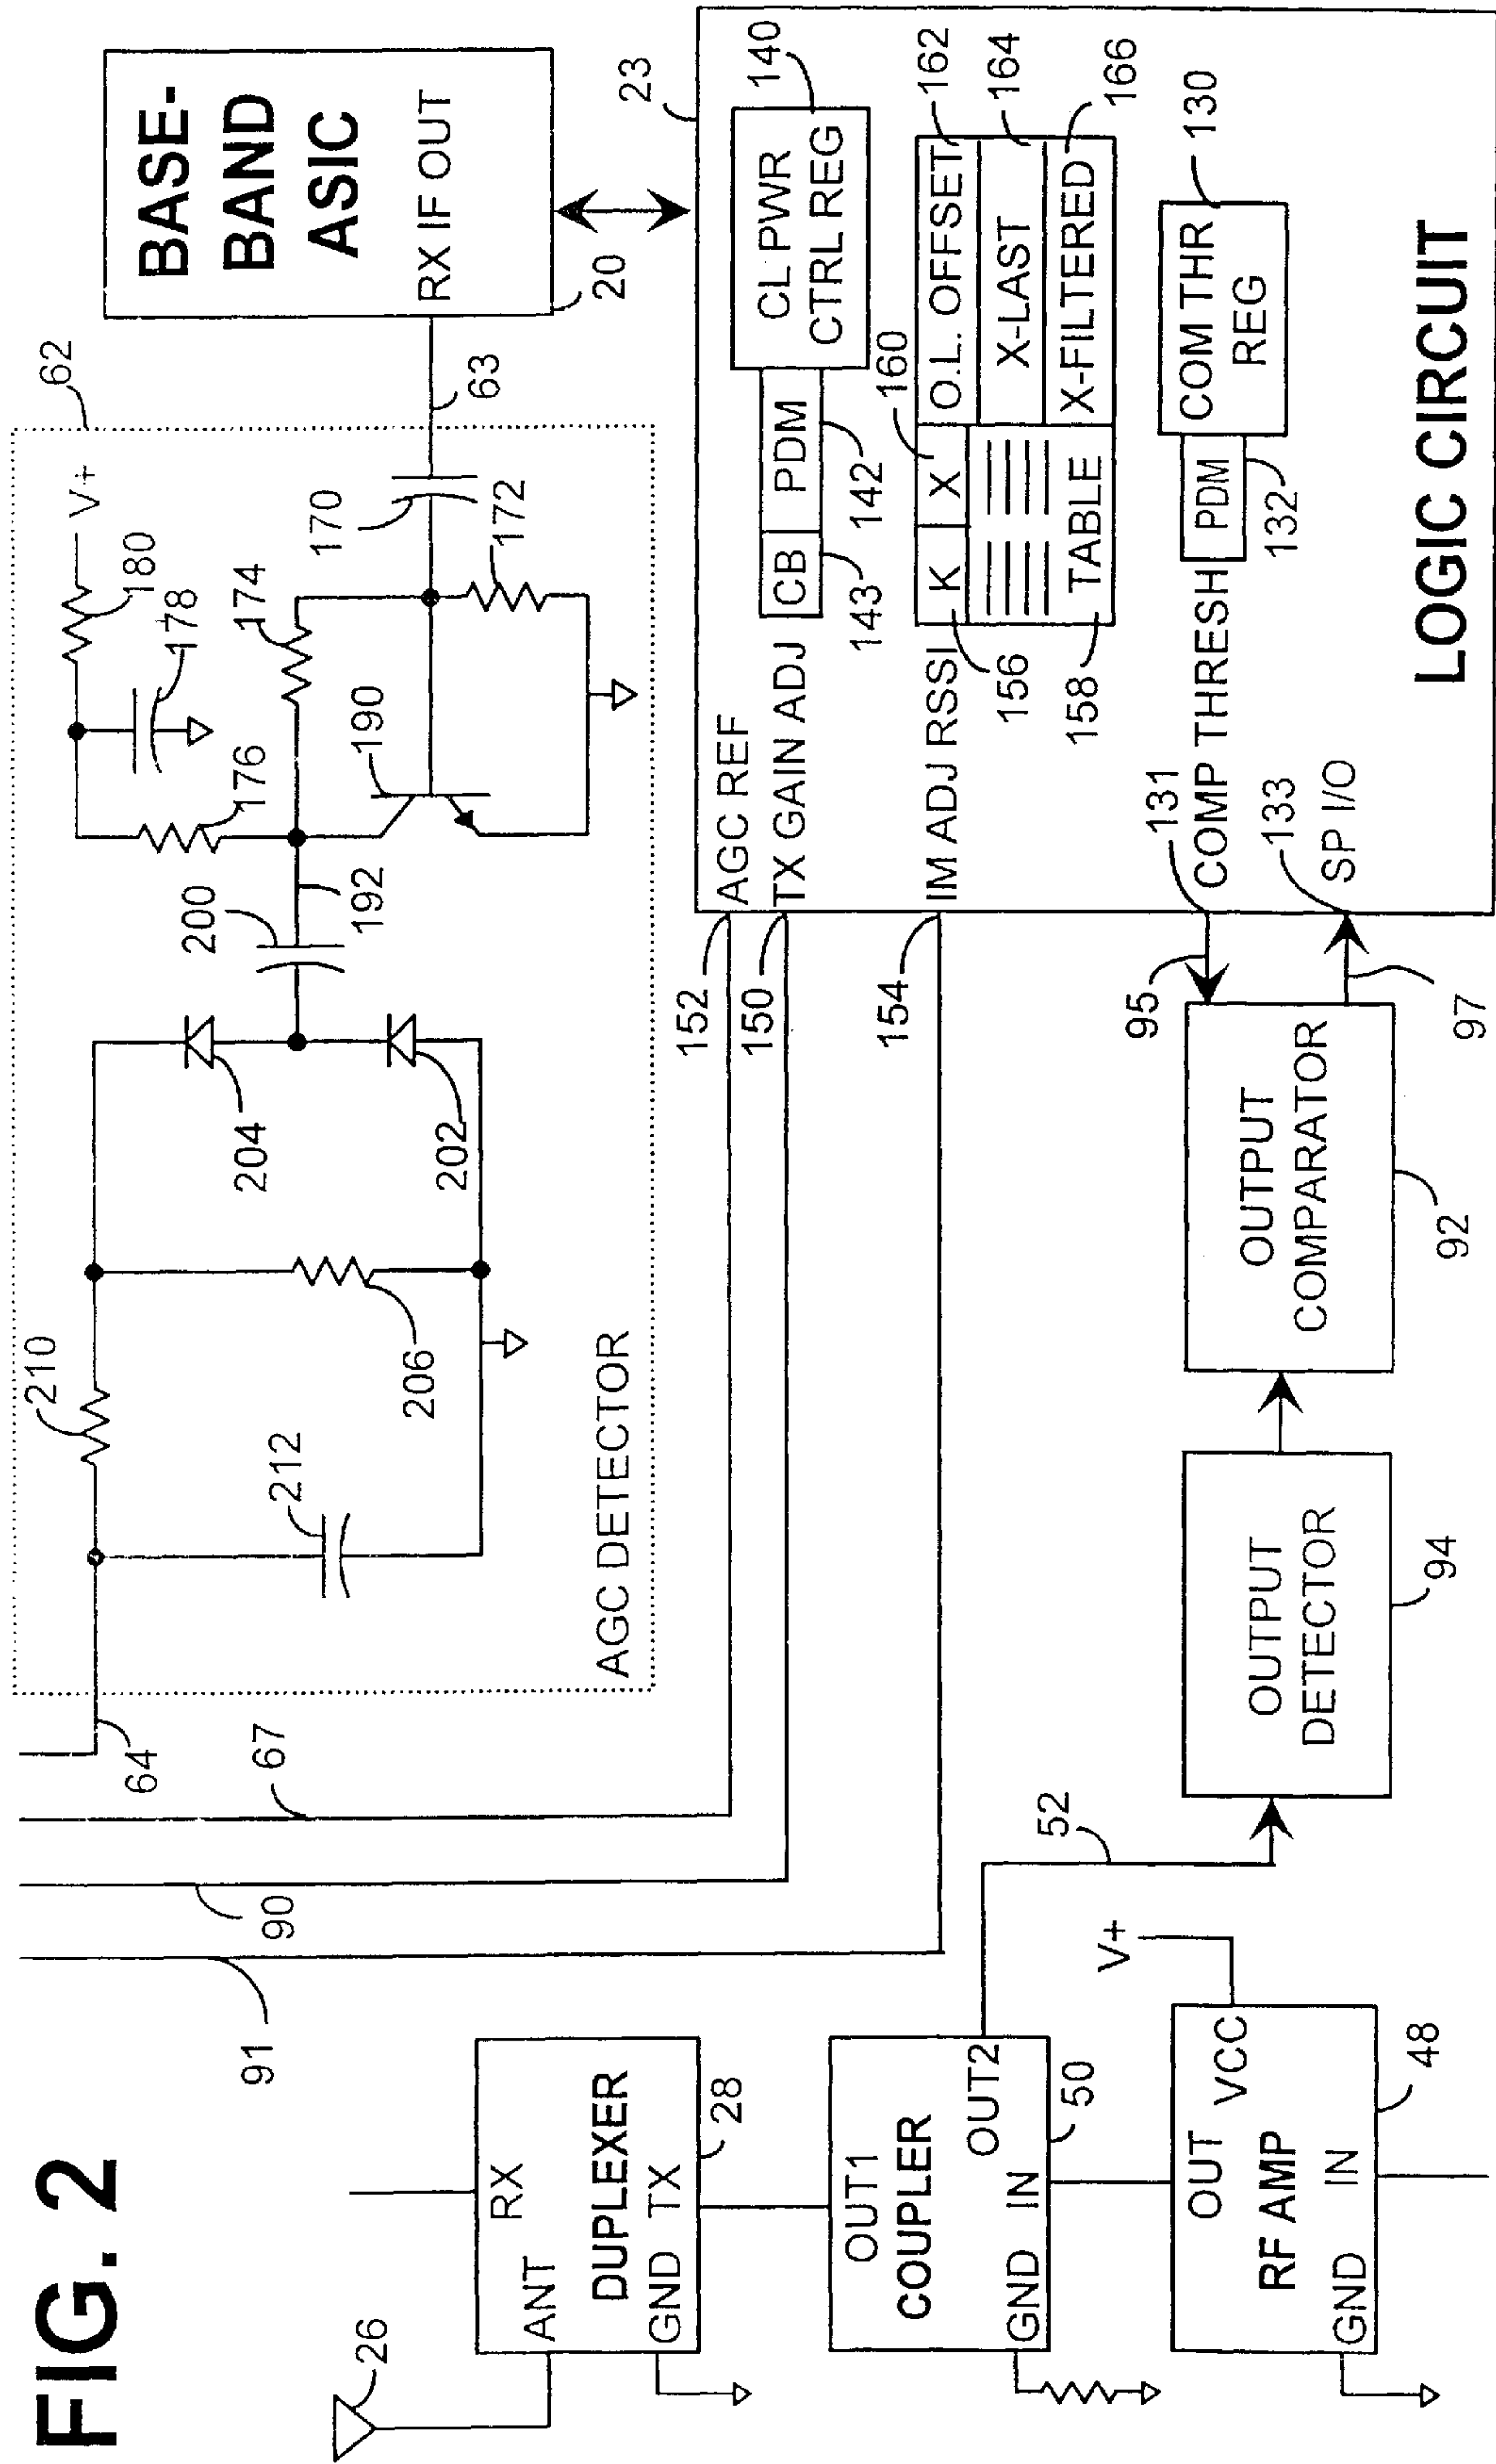 FIG. 2
26
ANT
RX
DUPLEXER
GND TX
28
OUT1
COUPLER
OUT2
GND IN
50
OUT
VCC
RF AMP
GND IN
48
V+
52
91
90
67
64
210
212
206
204
202
200
192
190
176
178
180
V+
174
170
172
62
63
AGC DETECTOR
BASE-
BAND
ASIC
RX IF OUT
20
23
152
150
154
AGC REF
TX GAIN ADJ
IM ADJ RSSI
CB
PDM
CL PWR
CTRL REG
140
143
142
K
X
O.L. OFFSET
X-LAST
X-FILTERED
TABLE
160
162
164
166
156
158
131
COMP THRESH
PDM
COM THR
REG
130
132
133
SP I/O
LOGIC CIRCUIT
95
97
OUTPUT
COMPARATOR
92
OUTPUT
DETECTOR
94